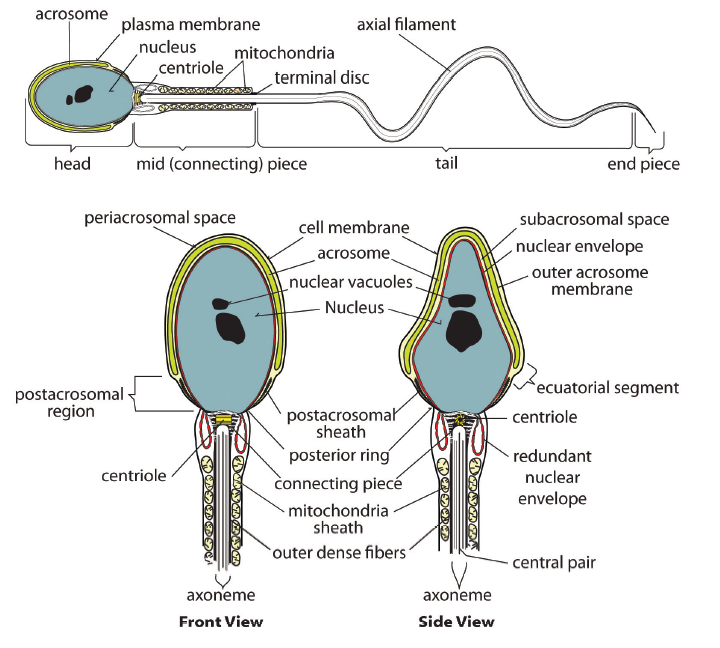 acrosome
plasma membrane
nucleus
centriole
mitochondria
terminal disc
axial filament
head
mid (connecting) piece
tail
end piece
periacrosomal space
cell membrane
acrosome
nuclear vacuoles
Nucleus
subacrosomal space
nuclear envelope
outer acrosome
membrane
postacrosomal
region
ecuatorial segment
postacrosomal
sheath
posterior ring
centriole
centriole
connecting piece
redundant
nuclear
envelope
mitochondria
sheath
outer dense fibers
central pair
axoneme
axoneme
Front View
Side View